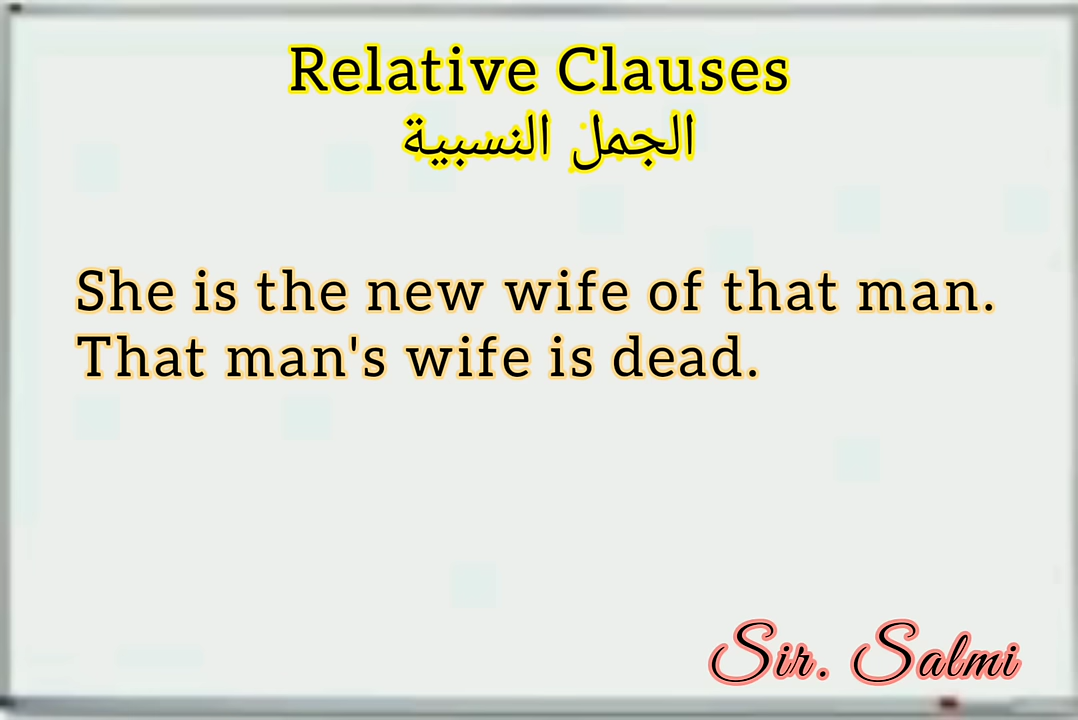 Relative Clauses
الجمل النسبية
She is the new wife of that man.
That man's wife is dead.
Sir. Salmi